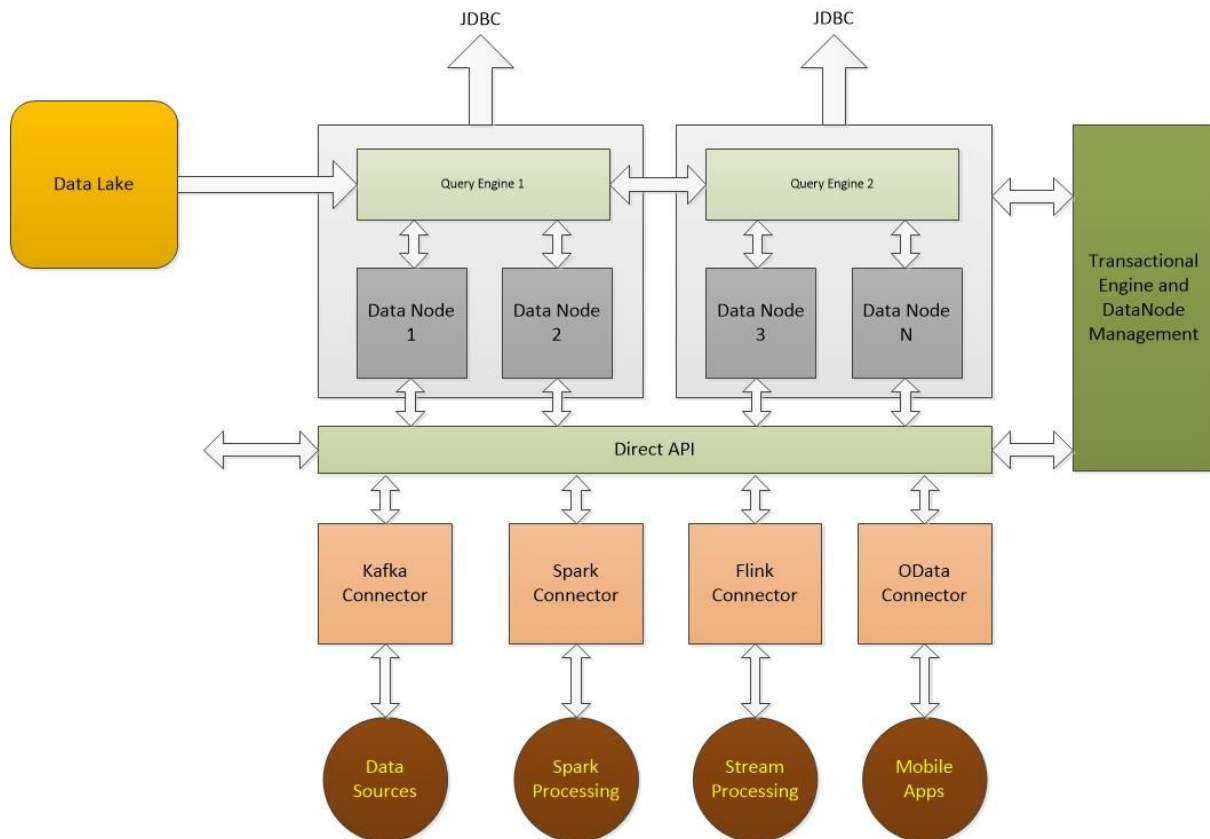 JDBC
JDBC
Data Lake
Query Engine 1
Query Engine 2
Data Node
1
Data Node
2
Data Node
3
Data Node
N
Transactional
Engine and
DataNode
Management
Direct API
Kafka
Connector
Spark
Connector
Flink
Connector
OData
Connector
Data
Sources
Spark
Processing
Stream
Processing
Mobile
Apps